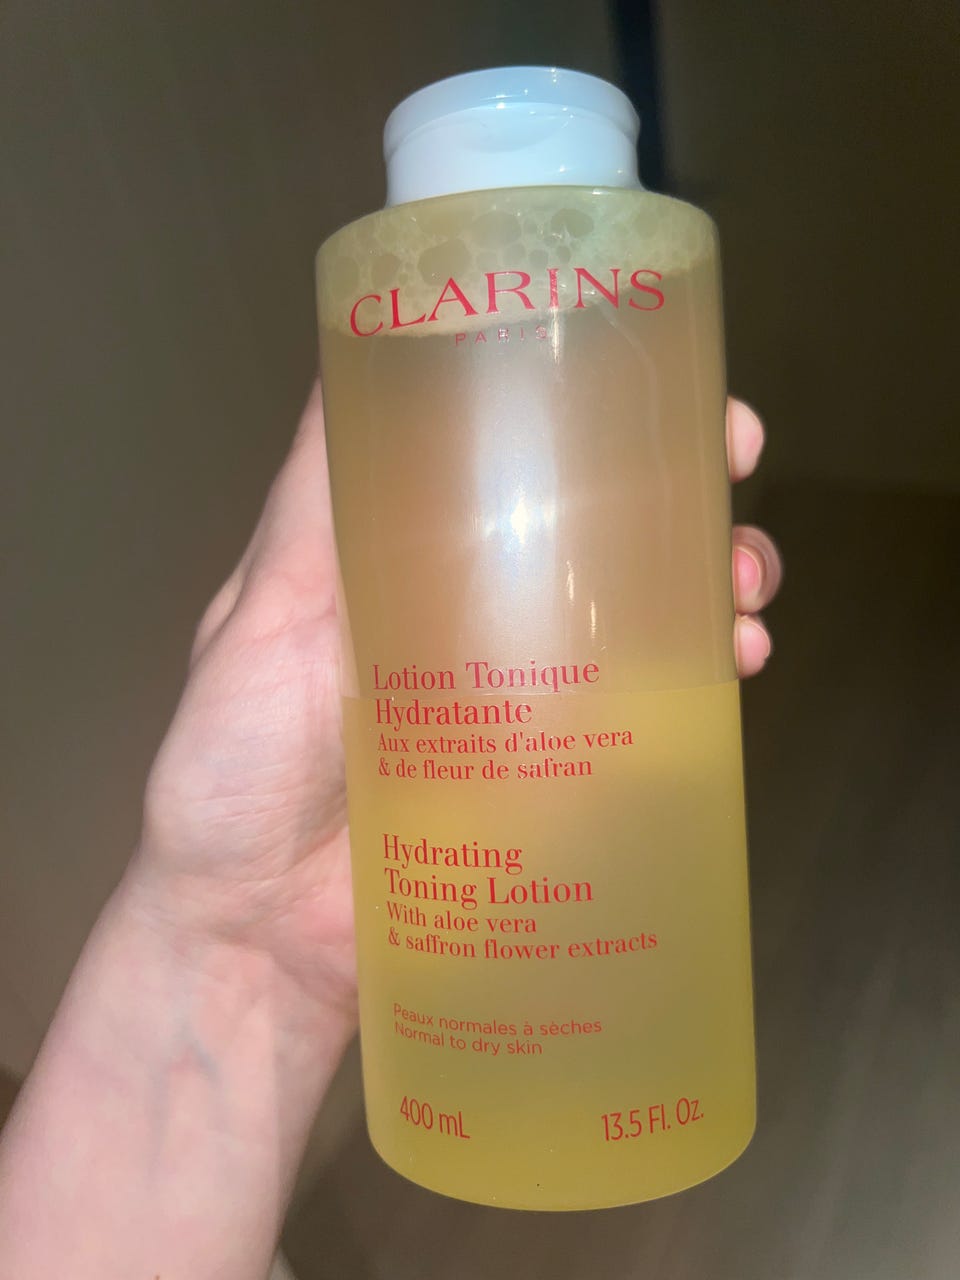 CLARINS
PARIS
Lotion Tonique
Hydratante
Aux extraits d'aloe vera
& de fleur de safran
Hydrating
Toning Lotion
With aloe vera
& saffron flower extracts
Peaux normales à sèches
Normal to dry skin
400 mL 13.5 Fl. Oz.